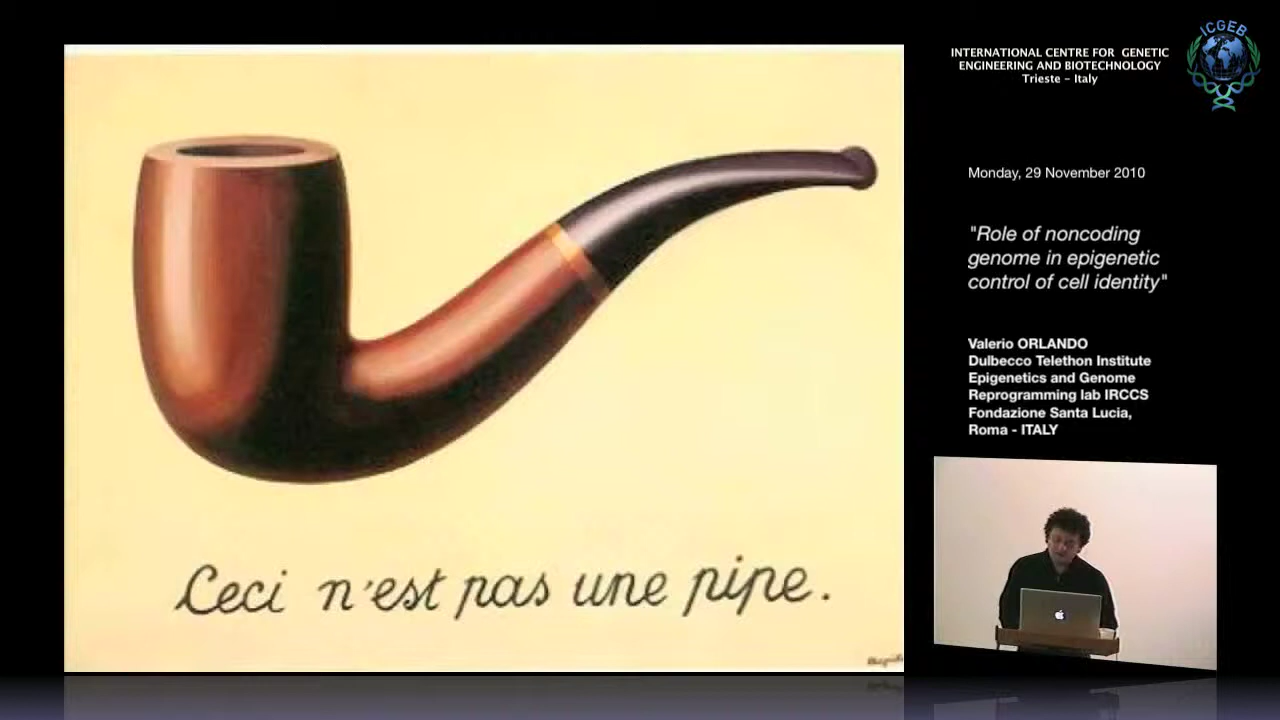 Ceci n'est pas une pipe.
ICGEB
INTERNATIONAL CENTRE FOR GENETIC
ENGINEERING AND BIOTECHNOLOGY
Trieste - Italy
Monday, 29 November 2010
"Role of noncoding
genome in epigenetic
control of cell identity"
Valerio ORLANDO
Dulbecco Telethon Institute
Epigenetics and Genome
Reprogramming lab IRCCS
Fondazione Santa Lucia,
Roma - ITALY